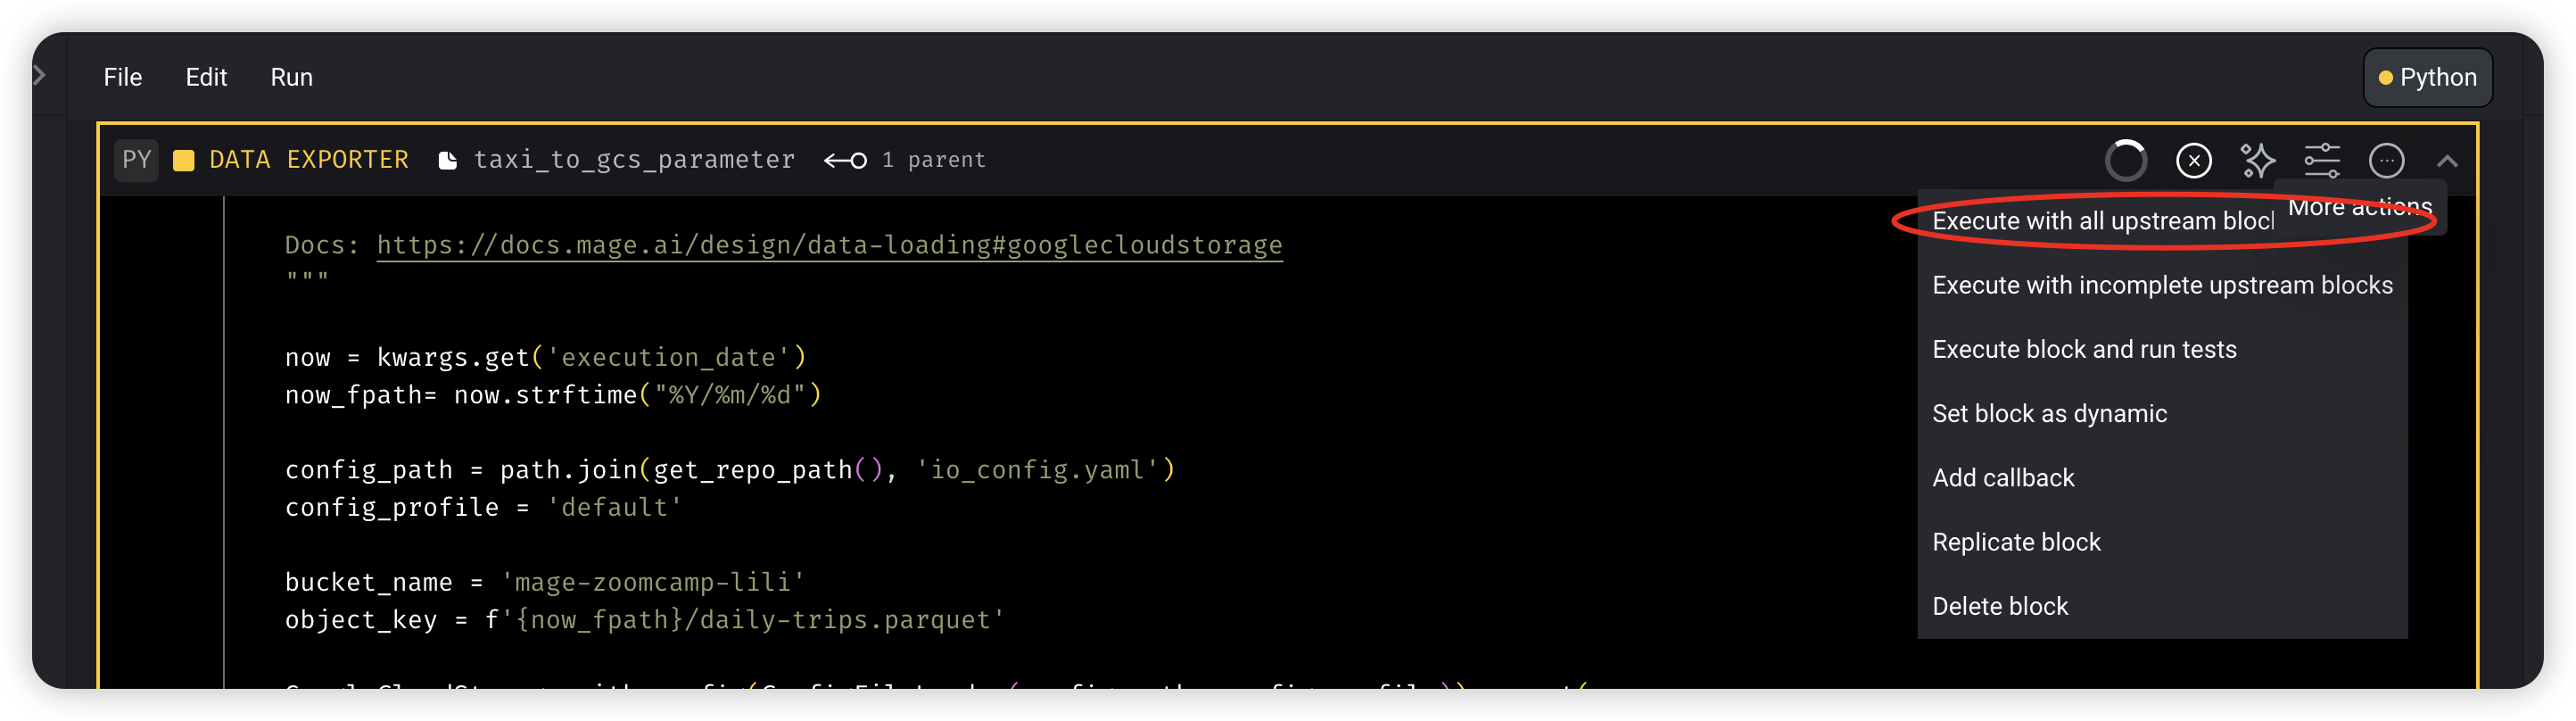 File Edit Run Python
PY DATA EXPORTER taxi_to_gcs_parameter 1 parent
More actions
Execute with all upstream
Docs: https://docs.mage.ai/design/data-loading#googlecloudstorage
"""
Execute with incomplete upstream blocks
Execute block and run tests
Set block as dynamic
Add callback
Replicate block
Delete block
now = kwargs.get('execution_date')
now_fpath= now.strftime("%Y/%m/%d")
config_path = path.join(get_repo_path(), 'io_config.yaml')
config_profile = 'default'
bucket_name = 'mage-zoomcamp-lili'
object_key = f'{now_fpath}/daily-trips.parquet'